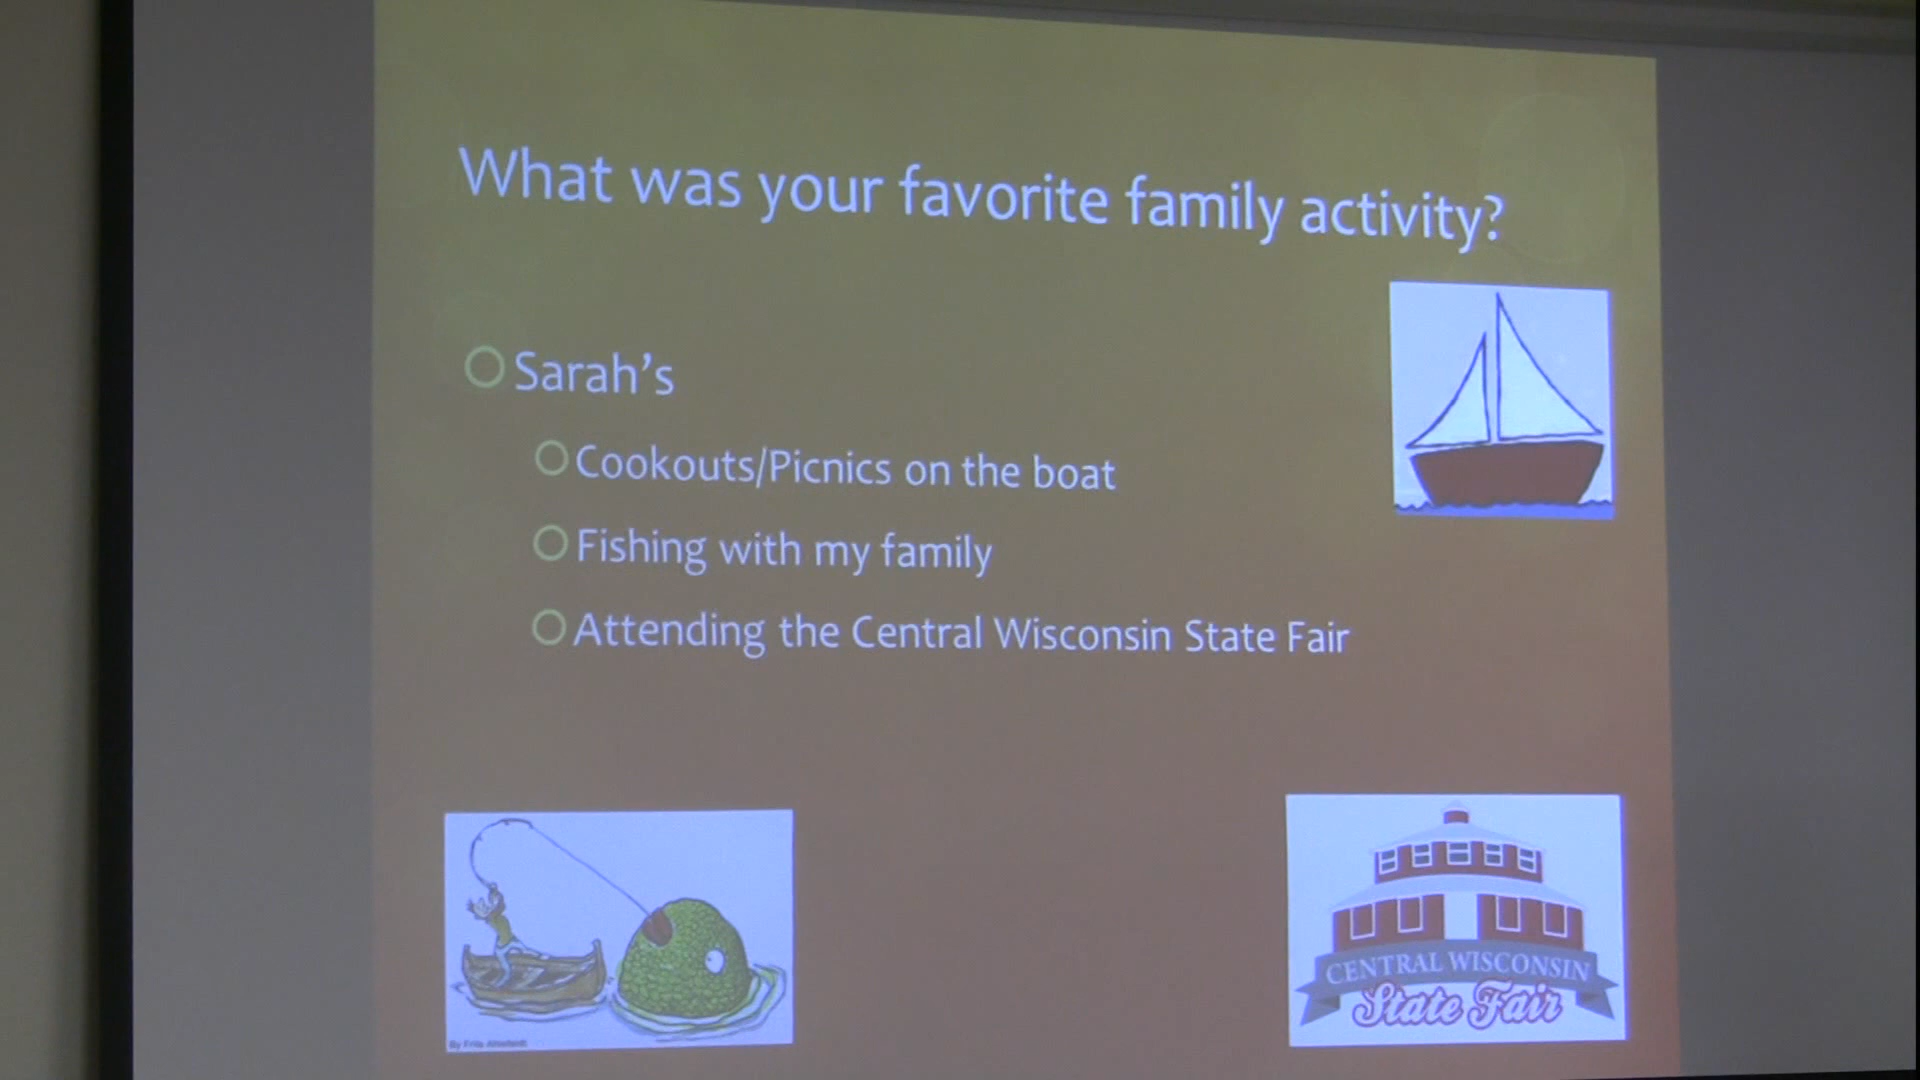 What was your favorite family activity?
Sarah's
Cookouts/Picnics on the boat
Fishing with my family
Attending the Central Wisconsin State Fair
CENTRAL WISCONSIN
State Fair
By